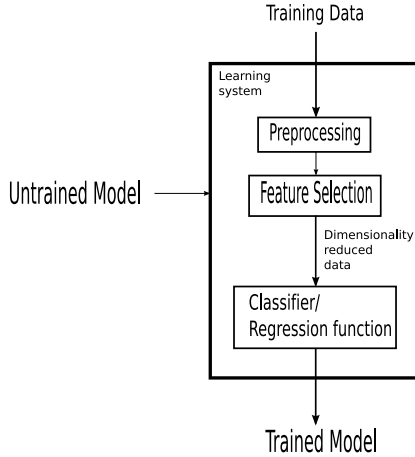 Training Data
Learning
system
Preprocessing
Untrained Model
Feature Selection
Dimensionality
reduced
data
Classifier/
Regression function
Trained Model